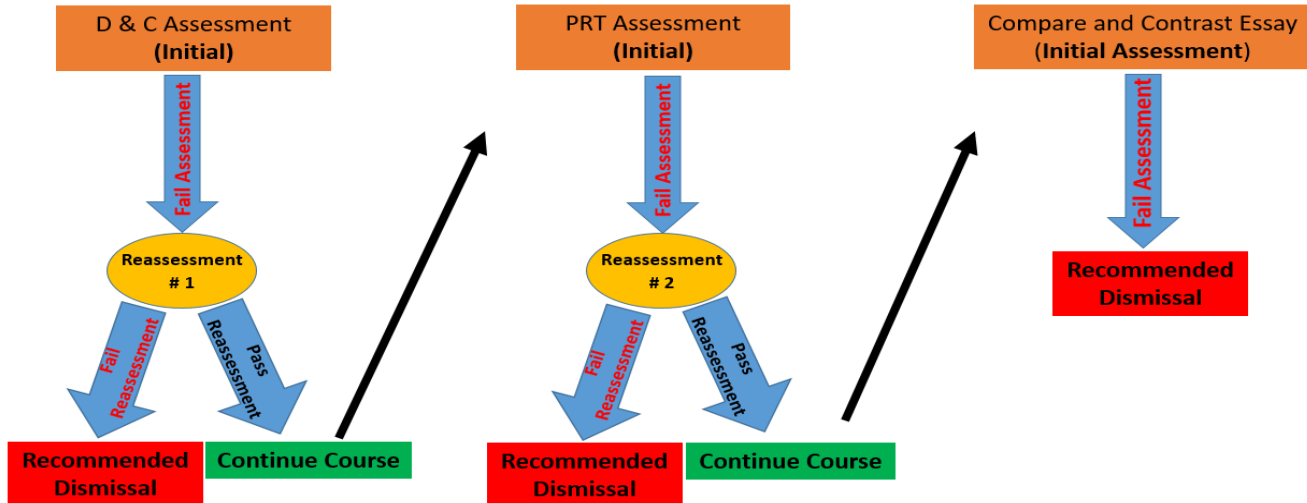 D & C Assessment
(Initial)
Fail Assessment
Reassessment
# 1
Fail
Reassessment
Pass
Reassessment
Recommended
Dismissal
Continue Course
PRT Assessment
(Initial)
Fail Assessment
Reassessment
# 2
Fail
Reassessment
Pass
Reassessment
Recommended
Dismissal
Continue Course
Compare and Contrast Essay
(Initial Assessment)
Fail Assessment
Recommended
Dismissal